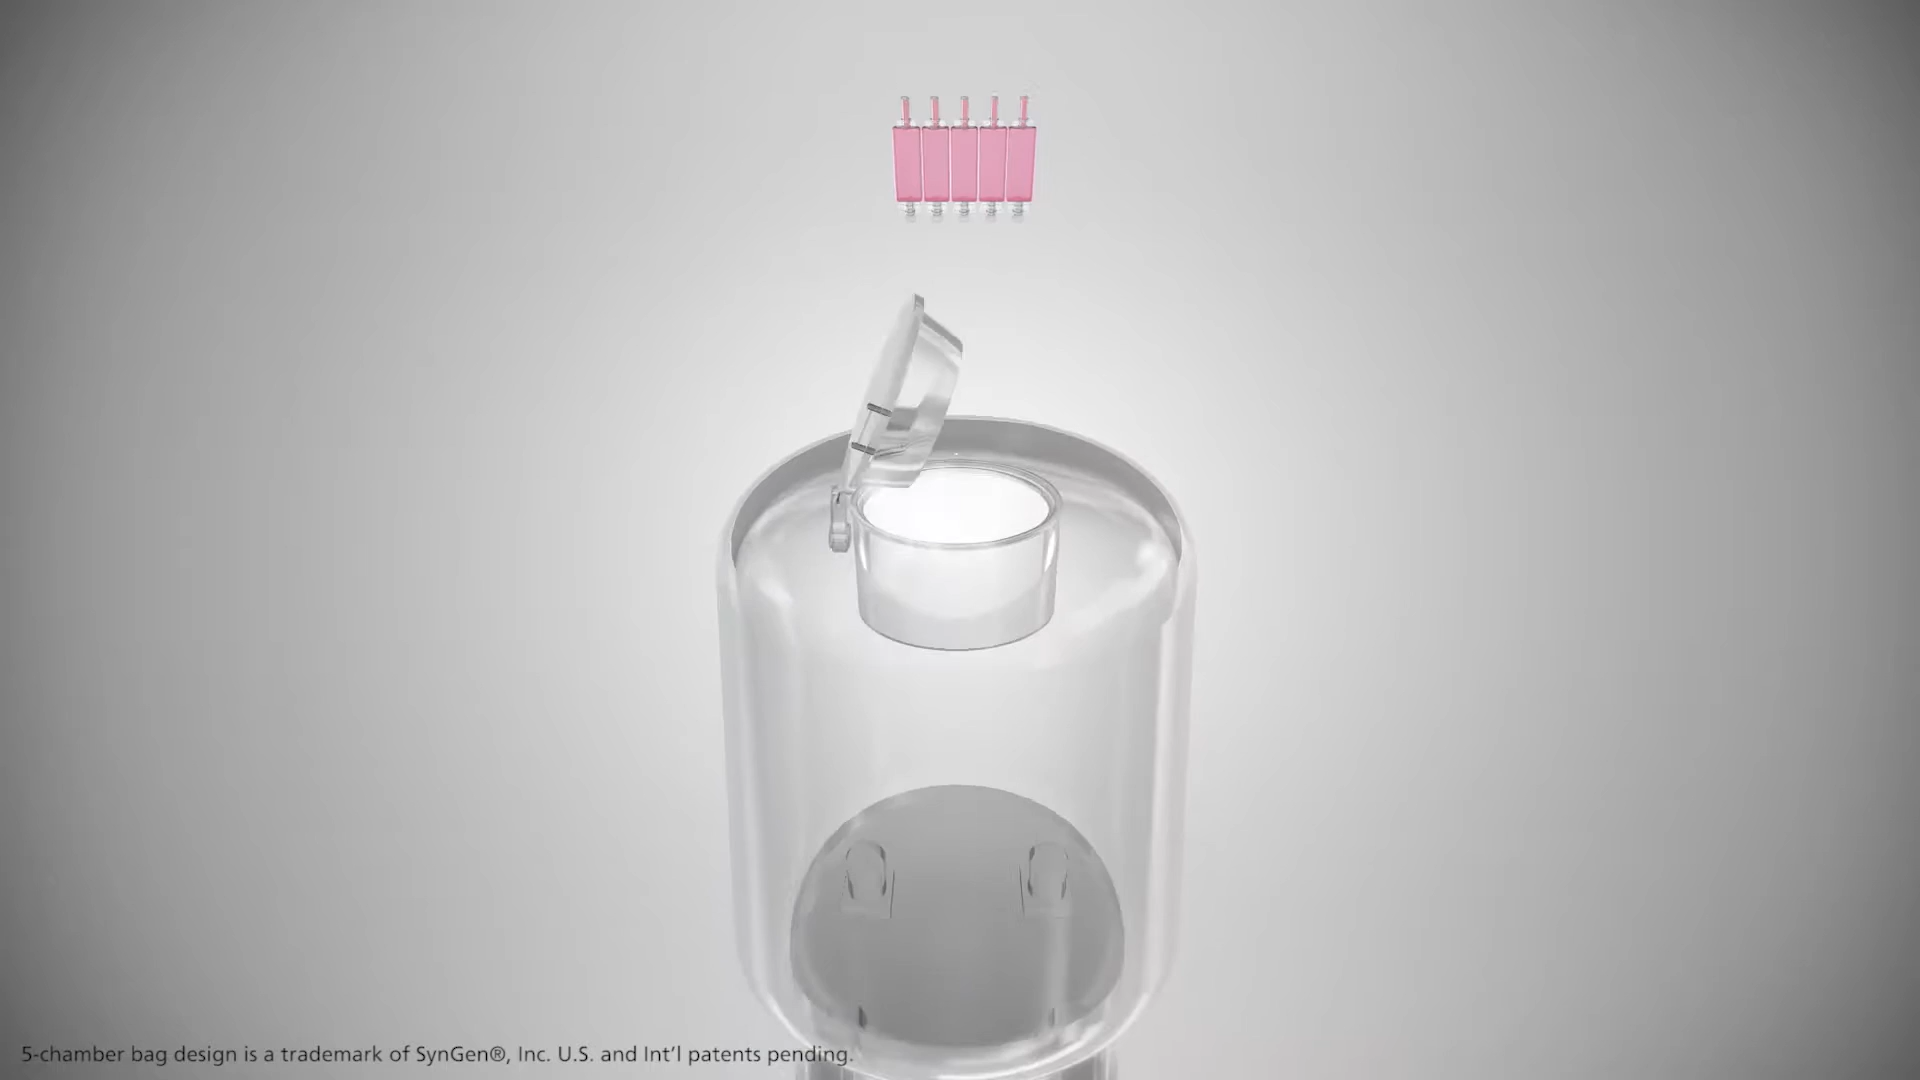 5-chamber bag design is a trademark of SynGen®, Inc. U.S. and Int'l patents pending.